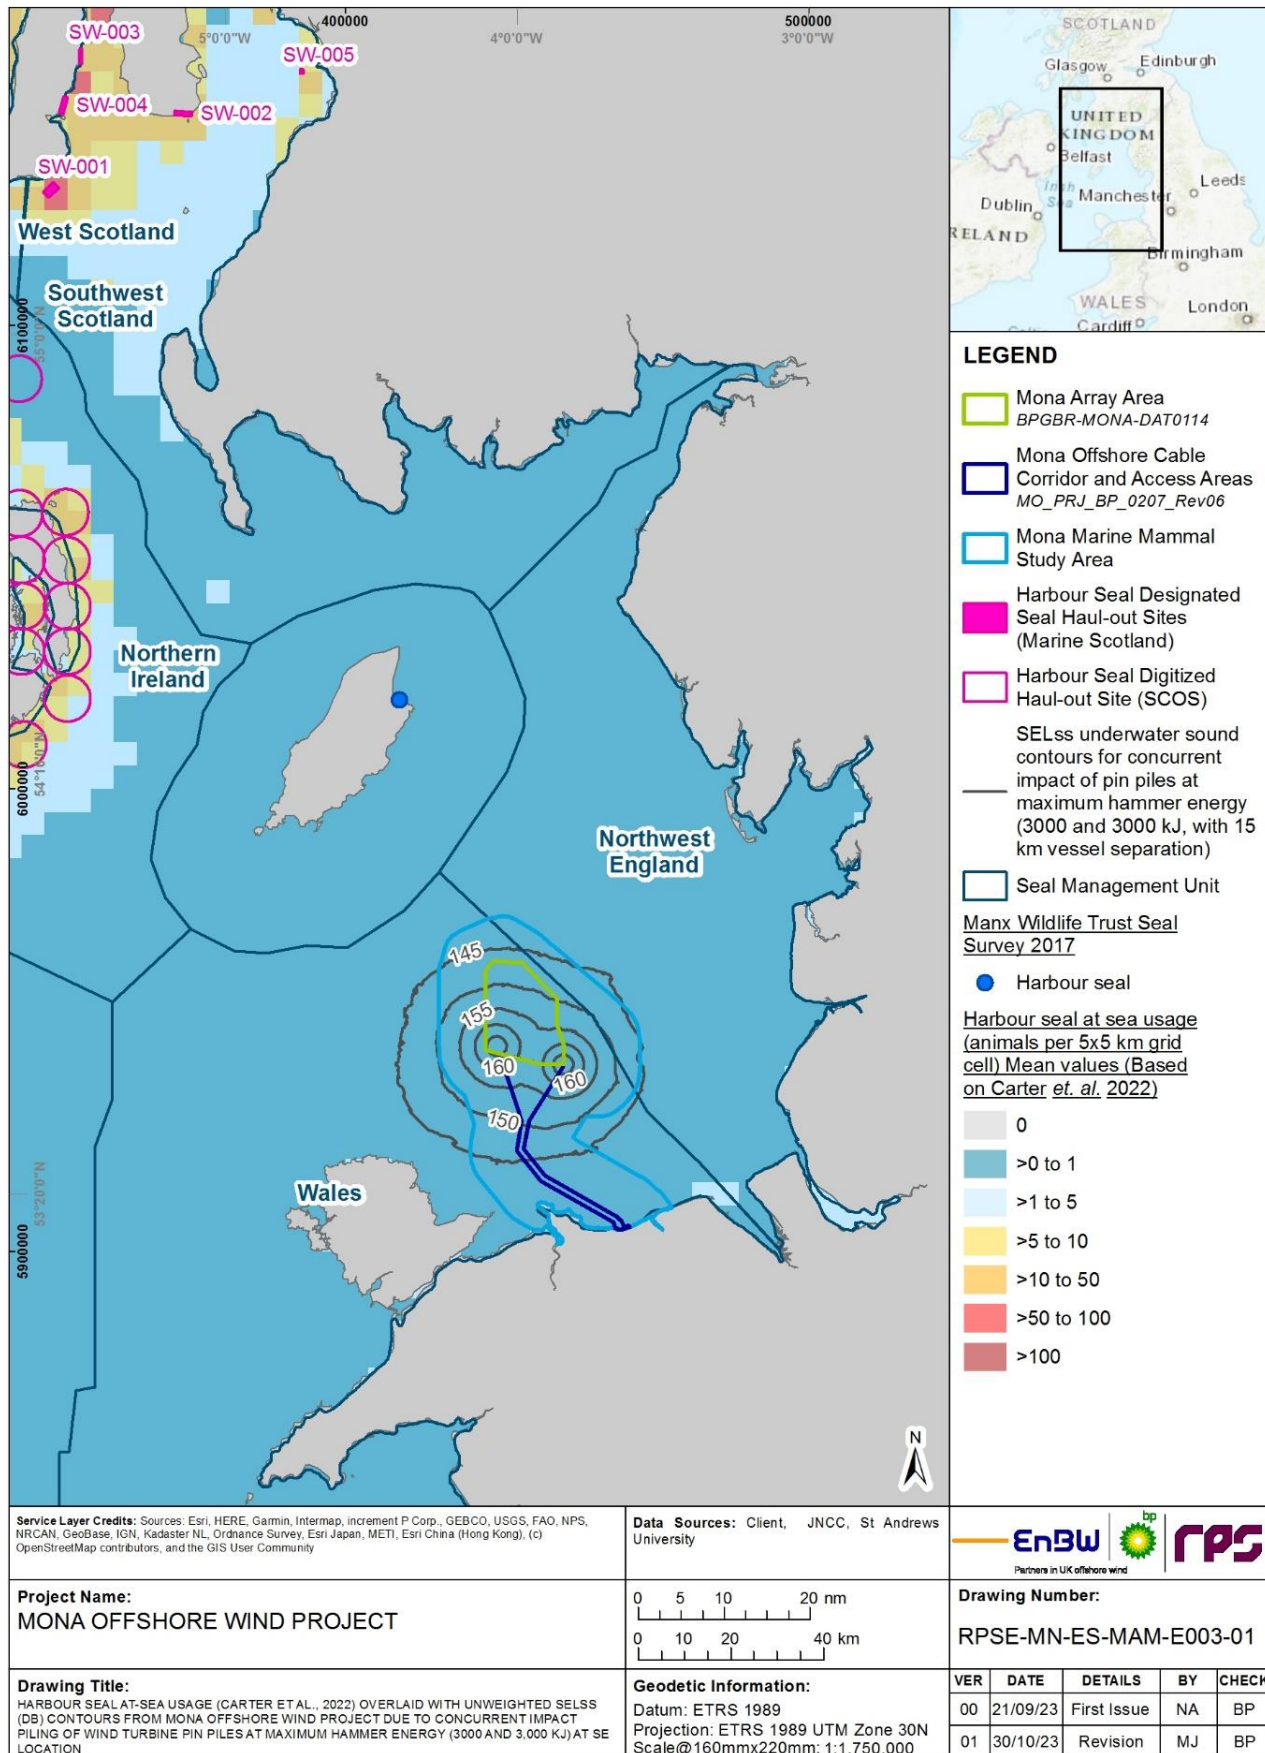 400000
500000
5°0'0"W
4°0'0"W
3°0'0"W
SW-003
SW-005
SW-004
SW-002
SW-001
West Scotland
Southwest
Scotland
6100000
55°0'0"N
Northern
Ireland
6000000
54°10'0"N
Northwest
England
145
155
160
160
150
Wales
53°20'0"N
5900000
N
SCOTLAND
Glasgow
Edinburgh
UNITED
KINGDOM
Belfast
Irish
Sea
Leeds
Manchester
Dublin
RELAND
Birmingham
WALES
London
Cardiff
LEGEND
Mona Array Area
BPGBR-MONA-DAT0114
Mona Offshore Cable
Corridor and Access Areas
MO_PRJ_BP_0207_Rev06
Mona Marine Mammal
Study Area
Harbour Seal Designated
Seal Haul-out Sites
(Marine Scotland)
Harbour Seal Digitized
Haul-out Site (SCOS)
SELss underwater sound
contours for concurrent
impact of pin piles at
maximum hammer energy
(3000 and 3000 kJ, with 15
km vessel separation)
Seal Management Unit
Manx Wildlife Trust Seal
Survey 2017
Harbour seal
Harbour seal at sea usage
(animals per 5x5 km grid
cell) Mean values (Based
on Carter et. al. 2022)
0
>0 to 1
>1 to 5
>5 to 10
>10 to 50
>50 to 100
>100
Service Layer Credits: Sources: Esri, HERE, Garmin, Intermap, increment P Corp., GEBCO, USGS, FAO, NPS,
NRCAN, GeoBase, IGN, Kadaster NL, Ordnance Survey, Esri Japan, METI, Esri China (Hong Kong), (c)
OpenStreetMap contributors, and the GIS User Community
Data Sources: Client, JNCC, St Andrews
University
EnBW
bp
rps
Partners in UK offshore wind
Project Name:
MONA OFFSHORE WIND PROJECT
0 5 10 20 nm
0 10 20 40 km
Drawing Number:
RPSE-MN-ES-MAM-E003-01
Drawing Title:
HARBOUR SEAL AT-SEA USAGE (CARTER ET AL., 2022) OVERLAID WITH UNWEIGHTED SELSS
(DB) CONTOURS FROM MONA OFFSHORE WIND PROJECT DUE TO CONCURRENT IMPACT
PILING OF WIND TURBINE PIN PILES AT MAXIMUM HAMMER ENERGY (3000 AND 3,000 KJ) AT SE
LOCATION
Geodetic Information:
Datum: ETRS 1989
Projection: ETRS 1989 UTM Zone 30N
Scale@160mmx220mm: 1:1,750,000
VER DATE DETAILS BY CHECK
00 21/09/23 First Issue NA BP
01 30/10/23 Revision MJ BP